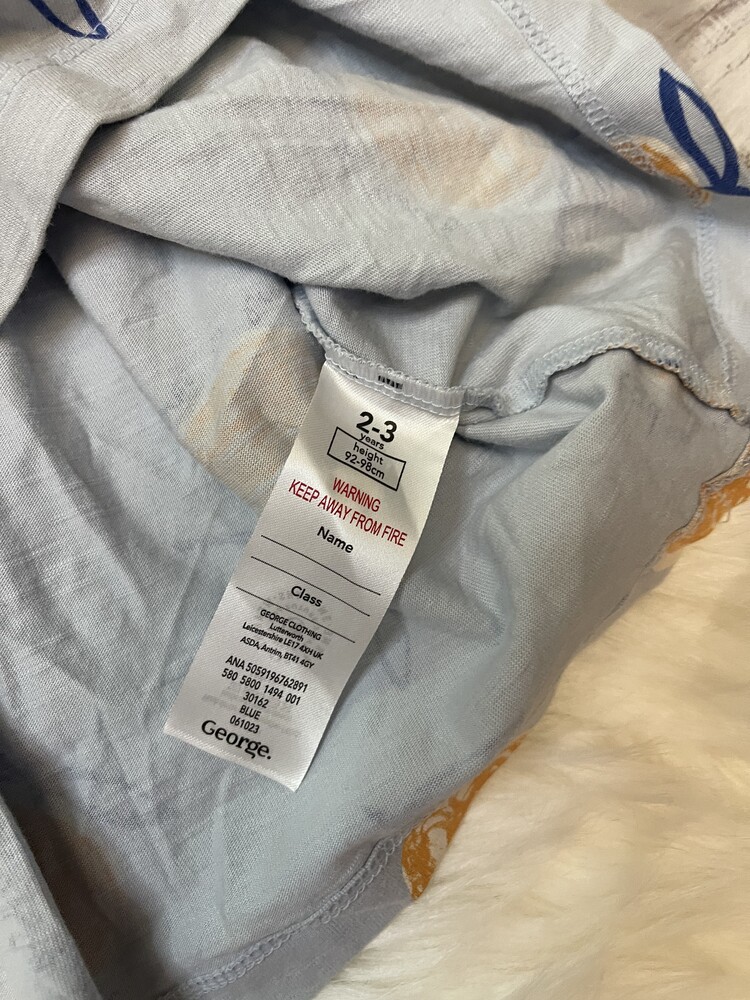 2-3
years
height
92-98cm
WARNING
KEEP AWAY FROM FIRE
Name
Class
GEORGE CLOTHING
Lutterworth
Leicestershire LE17 4XH UK
ASDA, Antrim, BT41 4GY
ANA 5059196762891
580 5800 1494 001
30162
BLUE
061023
George.